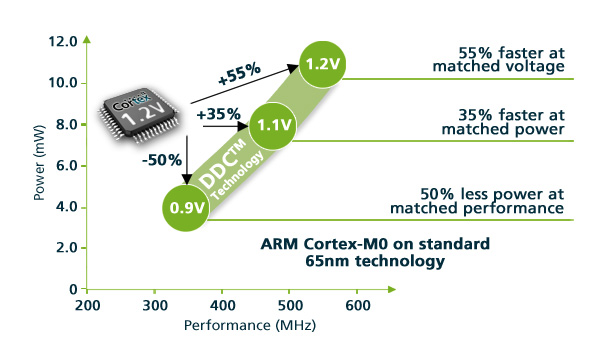 12.0
10.0
8.0
6.0
4.0
2.0
0
Power (mW)
200
300
400
500
600
Performance (MHz)
Cortex
1.2V
+55%
+35%
-50%
1.2V
1.1V
0.9V
DDC™
Technology
55% faster at
matched voltage
35% faster at
matched power
50% less power at
matched performance
ARM Cortex-M0 on standard
65nm technology